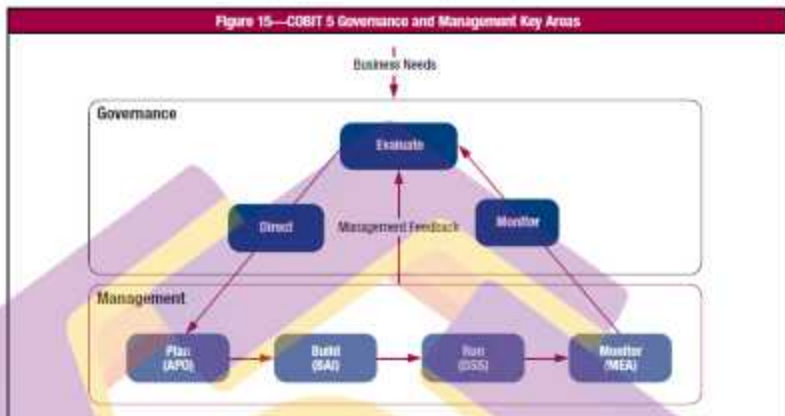 Figure 15—COBIT 5 Governance and Management Key Areas
Business Needs
Governance
Evaluate
Direct
Management Feedback
Monitor
Management
Plan
(APO)
Build
(BAI)
Run
(DSS)
Monitor
(MEA)